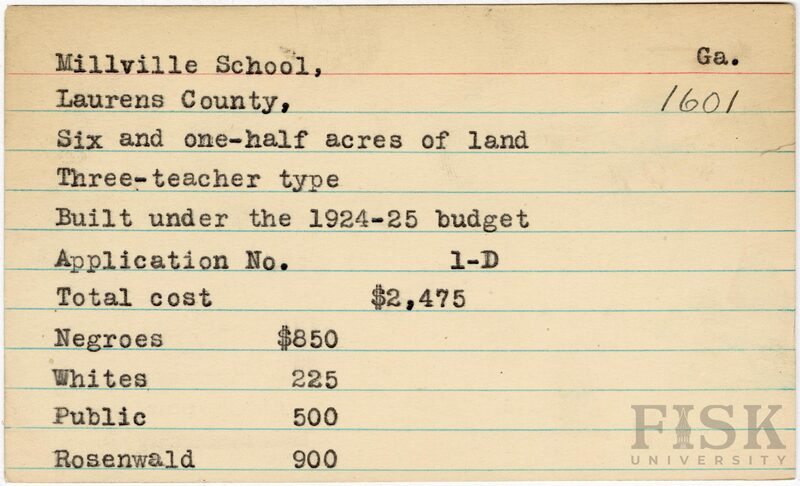 Millville School, Ga.
Laurens County, 1601
Six and one-half acres of land
Three-teacher type
Built under the 1924-25 budget
Application No. 1-D
Total cost $2,475
Negroes $850
Whites 225
Public 500
Rosenwald 900
FISK
UNIVERSITY